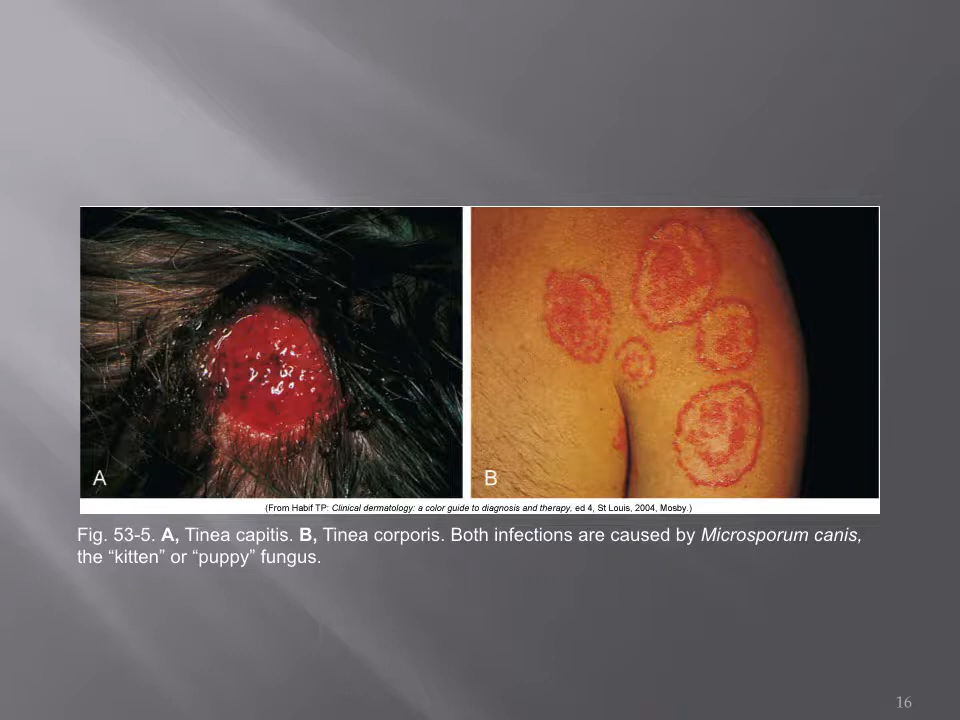 A
B
(From Habif TP: Clinical dermatology: a color guide to diagnosis and therapy, ed 4, St Louis, 2004, Mosby.)
Fig. 53-5. A, Tinea capitis. B, Tinea corporis. Both infections are caused by Microsporum canis,
the “kitten” or “puppy” fungus.
16